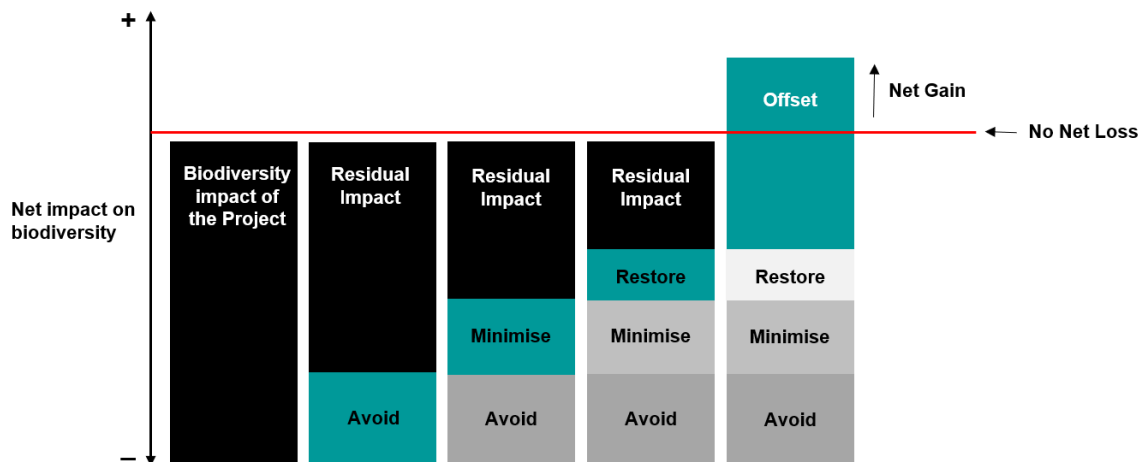 +
Net impact on
biodiversity
–
Biodiversity
impact of
the Project
Residual
Impact
Avoid
Residual
Impact
Minimise
Avoid
Residual
Impact
Restore
Minimise
Avoid
Offset
Restore
Minimise
Avoid
Net Gain
No Net Loss